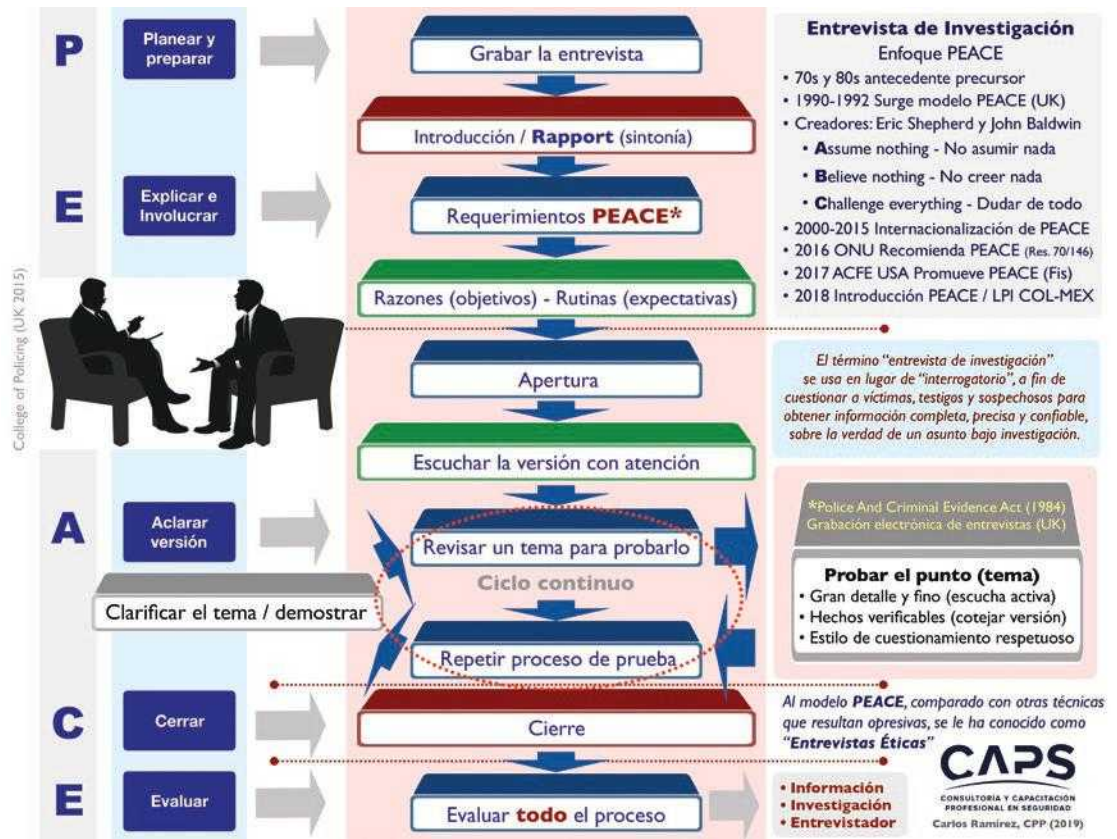 P
Planear y
preparar
Grabar la entrevista
Introducción / Rapport (sintonía)
E
Explicar e
Involucrar
Requerimientos PEACE*
Razones (objetivos) - Rutinas (expectativas)
College of Policing (UK 2015)
Apertura
Escuchar la versión con atención
A
Aclarar
versión
Revisar un tema para probarlo
Ciclo continuo
Clarificar el tema / demostrar
Repetir proceso de prueba
C
Cerrar
Cierre
E
Evaluar
Evaluar todo el proceso
Entrevista de Investigación
Enfoque PEACE
• 70s y 80s antecedente precursor
• 1990-1992 Surge modelo PEACE (UK)
• Creadores: Eric Shepherd y John Baldwin
• Assume nothing - No asumir nada
• Believe nothing - No creer nada
• Challenge everything - Dudar de todo
• 2000-2015 Internacionalización de PEACE
• 2016 ONU Recomienda PEACE (Res. 70/146)
• 2017 ACFE USA Promueve PEACE (Fis)
• 2018 Introducción PEACE / LPI COL-MEX
El término “entrevista de investigación”
se usa en lugar de “interrogatorio”, a fin de
cuestionar a víctimas, testigos y sospechosos para
obtener información completa, precisa y confiable,
sobre la verdad de un asunto bajo investigación.
*Police And Criminal Evidence Act (1984)
Grabación electrónica de entrevistas (UK)
Probar el punto (tema)
• Gran detalle y fino (escucha activa)
• Hechos verificables (cotejar versión)
• Estilo de cuestionamiento respetuoso
Al modelo PEACE, comparado con otras técnicas
que resultan opresivas, se le ha conocido como
“Entrevistas Éticas”
• Información
• Investigación
• Entrevistador
CAPS
CONSULTORÍA Y CAPACITACIÓN
PROFESIONAL EN SEGURIDAD
Carlos Ramírez, CPP (2019)